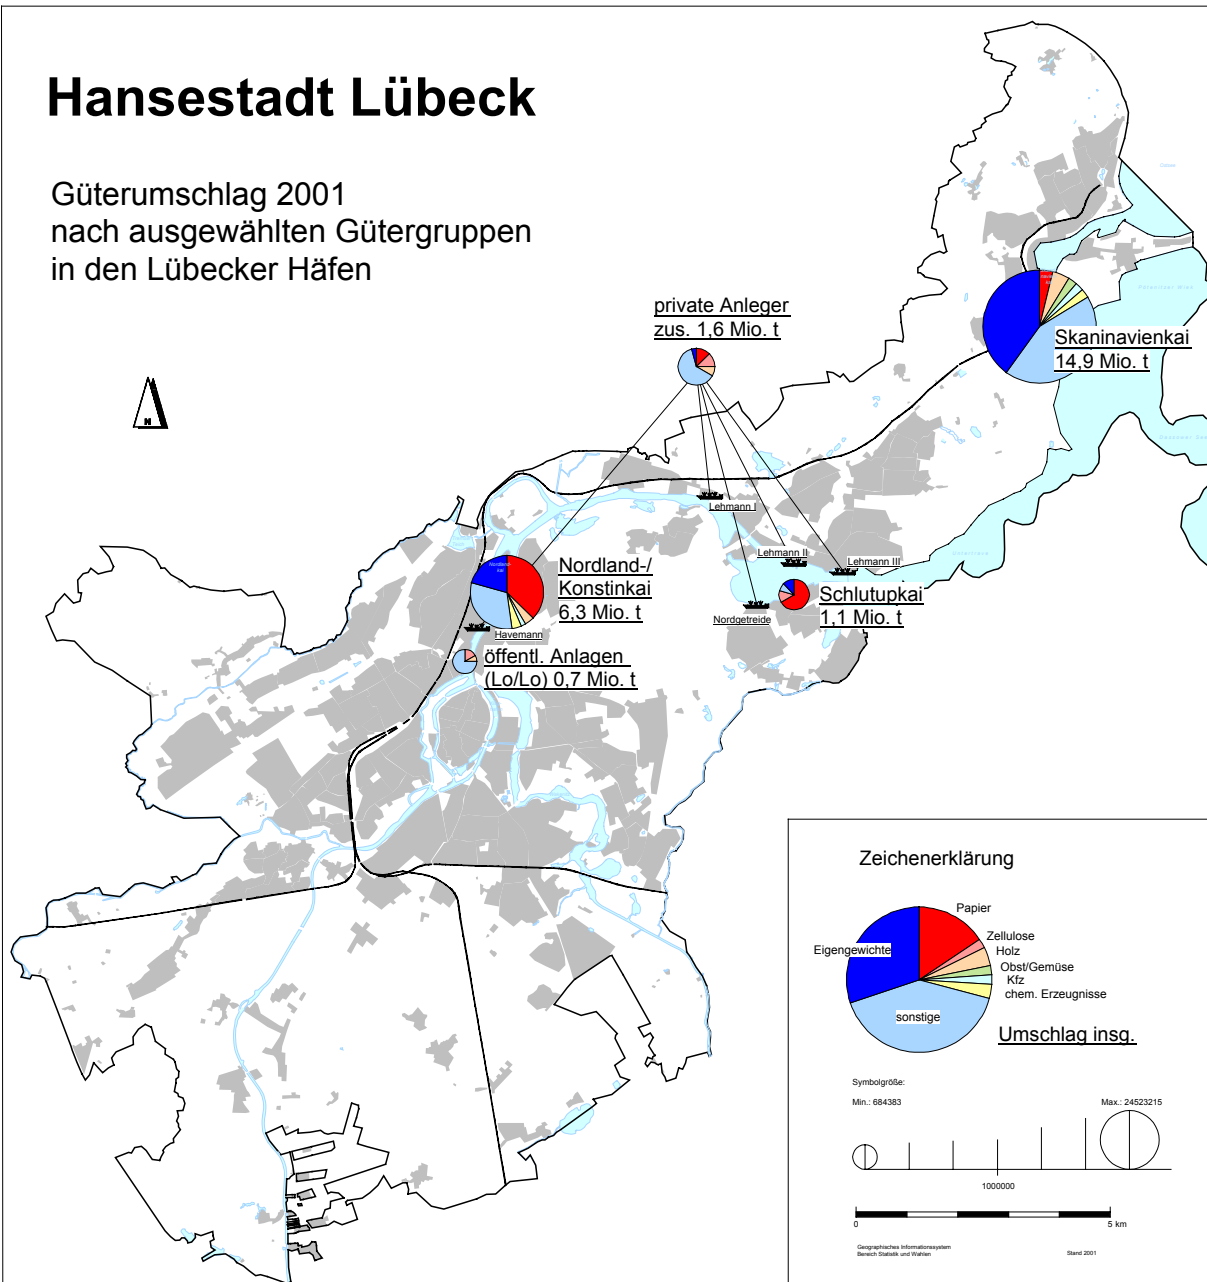 Hansestadt Lübeck
Güterumschlag 2001
nach ausgewählten Gütergruppen
in den Lübecker Häfen
private Anleger
zus. 1,6 Mio. t
Skaninavienkai
14,9 Mio. t
N
Lehmann I
Lehmann II
Lehmann III
Nordland-
kai
Nordland-/
Konstinkai
6,3 Mio. t
Schlutupkai
1,1 Mio. t
Nordgetreide
Havemann
öffentl. Anlagen
(Lo/Lo) 0,7 Mio. t
Zeichenerklärung
Papier
Zellulose
Holz
Obst/Gemüse
Kfz
chem. Erzeugnisse
Eigengewichte
sonstige
Umschlag insg.
Symbolgröße:
Min.: 684383
Max.: 24523215
1000000
0
5 km
Geographisches Informationssystem
Bereich Statistik und Wahlen
Stand 2001